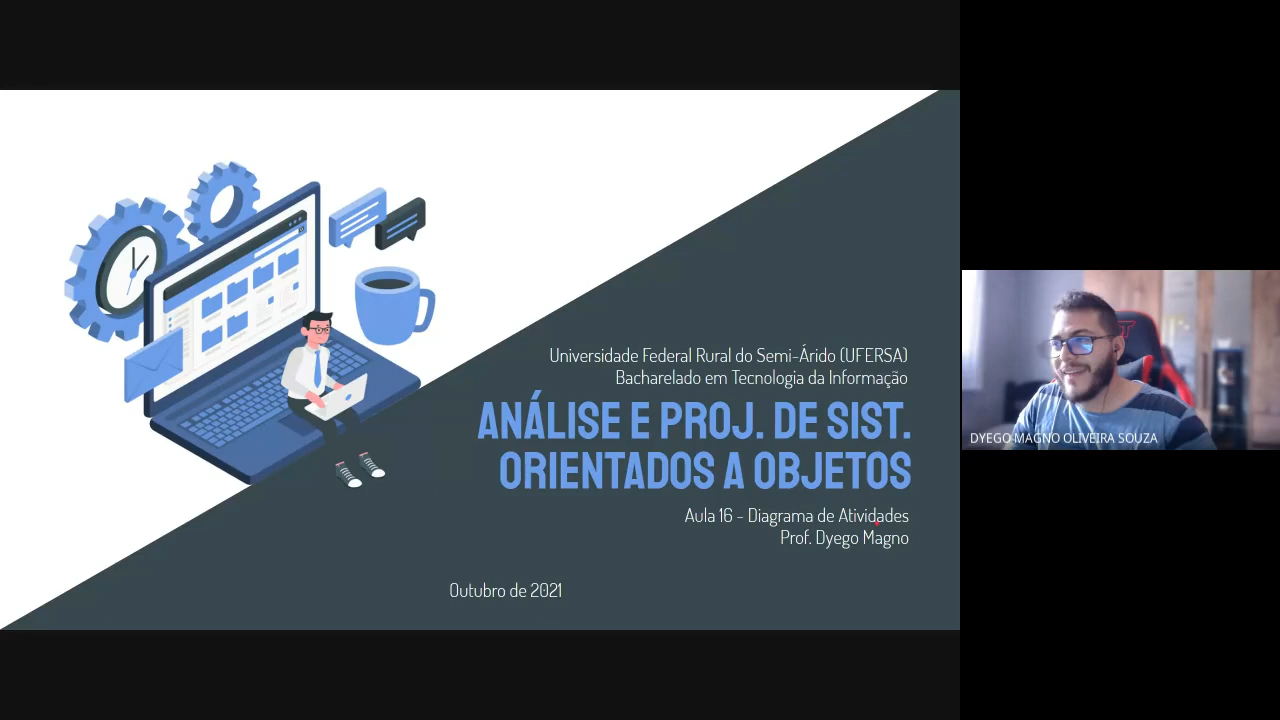 Universidade Federal Rural do Semi-Árido (UFERSA)
Bacharelado em Tecnologia da Informação
ANÁLISE E PROJ. DE SIST.
ORIENTADOS A OBJETOS
Aula 16 - Diagrama de Atividades
Prof. Dyego Magno
Outubro de 2021
DYEGO MAGNO OLIVEIRA SOUZA